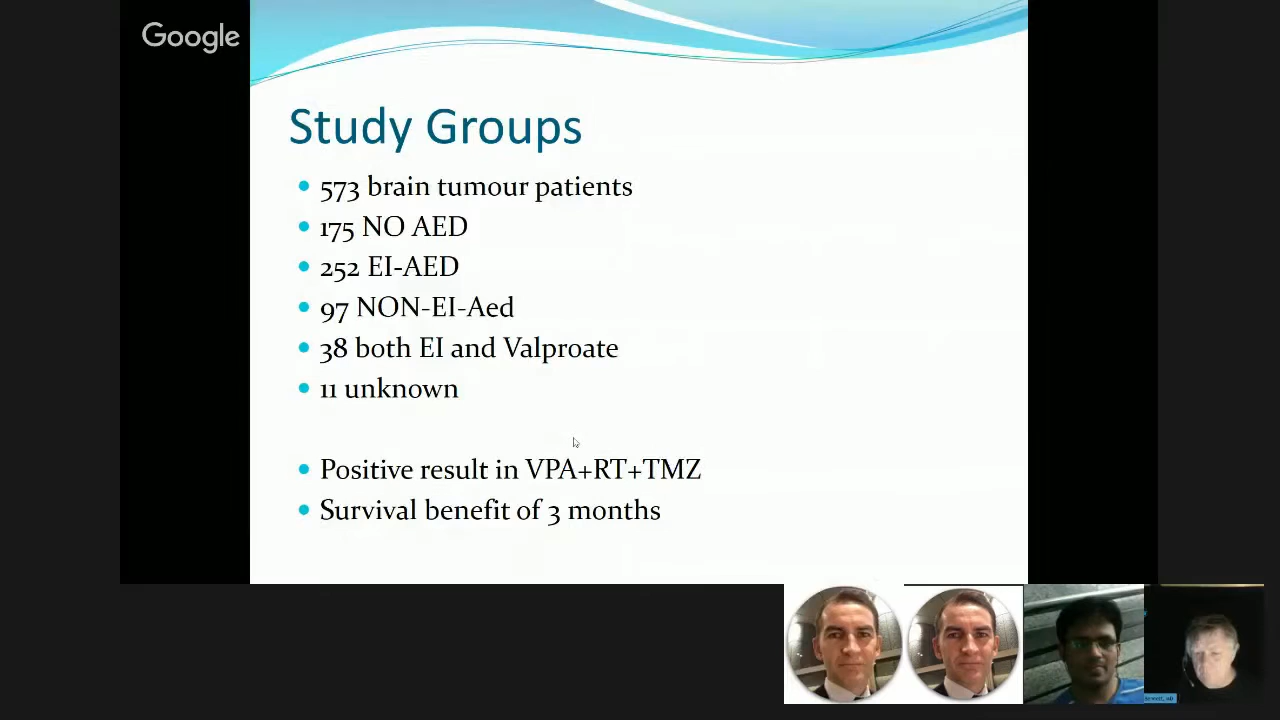 Google
Study Groups
573 brain tumour patients
175 NO AED
252 EI-AED
97 NON-EI-Aed
38 both EI and Valproate
11 unknown
Positive result in VPA+RT+TMZ
Survival benefit of 3 months